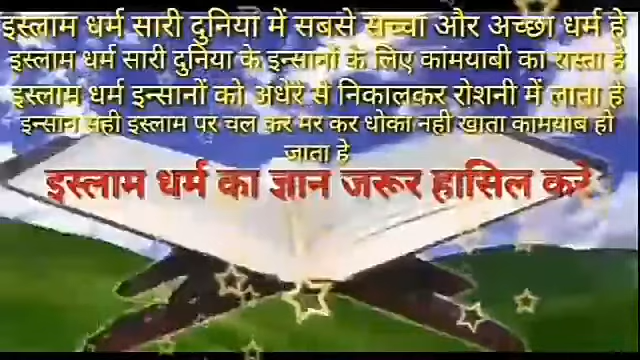 इस्लाम धर्म सारी दुनिया में सबसे सच्चा और अच्छा धर्म हे
इस्लाम धर्म सारी दुनिया के इन्सानों के लिए कांमयाबी का रास्ता हे
इस्लाम धर्म इन्सानों को अंधेरे से निकालकर रोशनी में लाता हे
इन्सान सही इस्लाम पर चल कर मर कर धोका नही खाता कामयाब हो
जाता हे
इस्लाम धर्म का ज्ञान जरूर हासिल करे